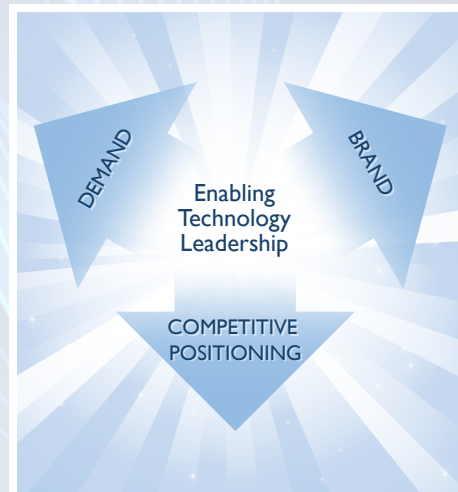 DEMAND
BRAND
Enabling
Technology
Leadership
COMPETITIVE
POSITIONING